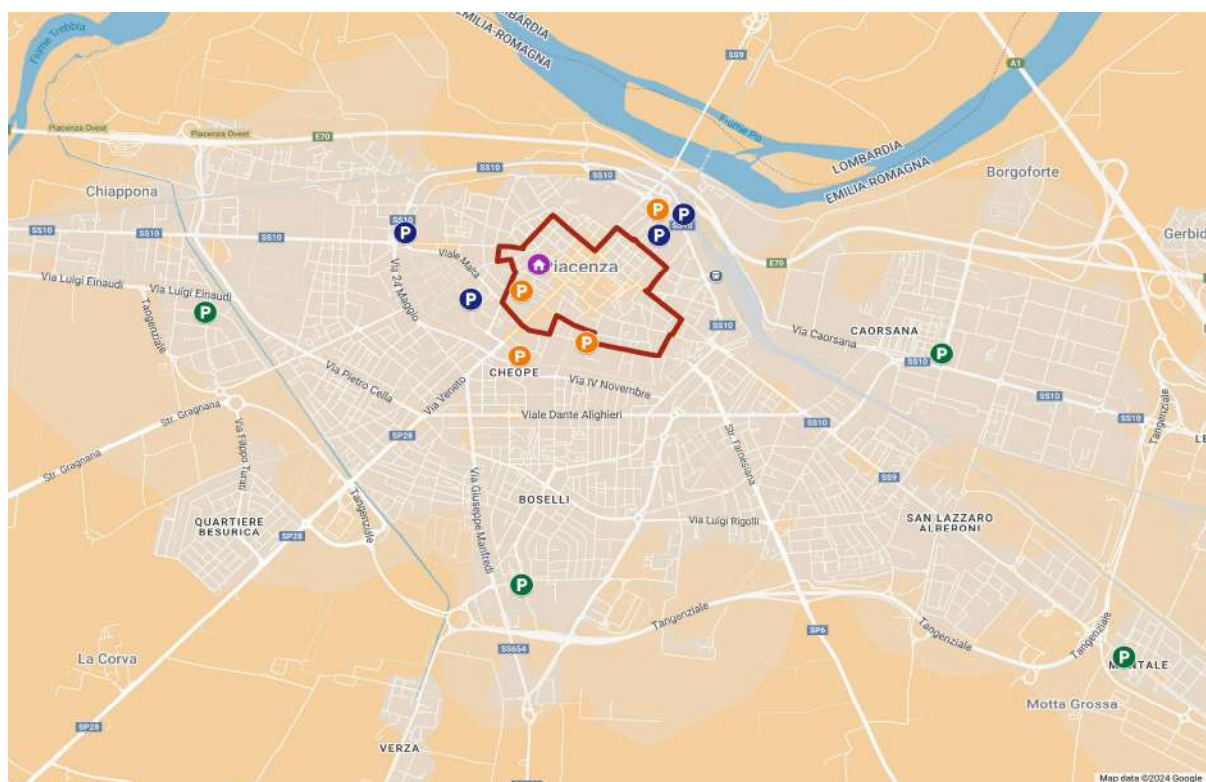 LOMBARDIA
EMILIA-ROMAGNA
SS9
A1
Fiume Trebbia
Piacenza Ovest
Piacenza Ovest
E70
Fiume Po
LOMBARDIA
EMILIA-ROMAGNA
Borgoforte
Chiappona
SS10
SS10
SS10
P
P
SS10
SS10
SS10
SS10
SS10
P
P
Gerbid
Viale Malta
Piacenza
E70
Via Luigi Einaudi
Via Luigi Einaudi
Via 24 Maggio
P
P
P
Tangenziale
SS10
Via Caorsana
CAORSANA
P
P
P
CHEOPE
SS10
Via Pietro Cella
Via IV Novembre
SS10
Via Veneto
Viale Dante Alighieri
SS10
SS10
Tangenziale
Str. Gragnana
SP28
Str. Farnesiana
LE
Str. Gragnana
Via Filippo Turati
SS9
Tangenziale
Via Giuseppe Manfredi
BOSELLI
QUARTIERE
BESURICA
SP28
Via Luigi Rigolli
SAN LAZZARO
ALBERONI
P
Tangenziale
SP6
Tangenziale
Tangenziale
SS654
La Corva
P
MONTALE
Motta Grossa
SP28
VERZA
Map data ©2024 Google